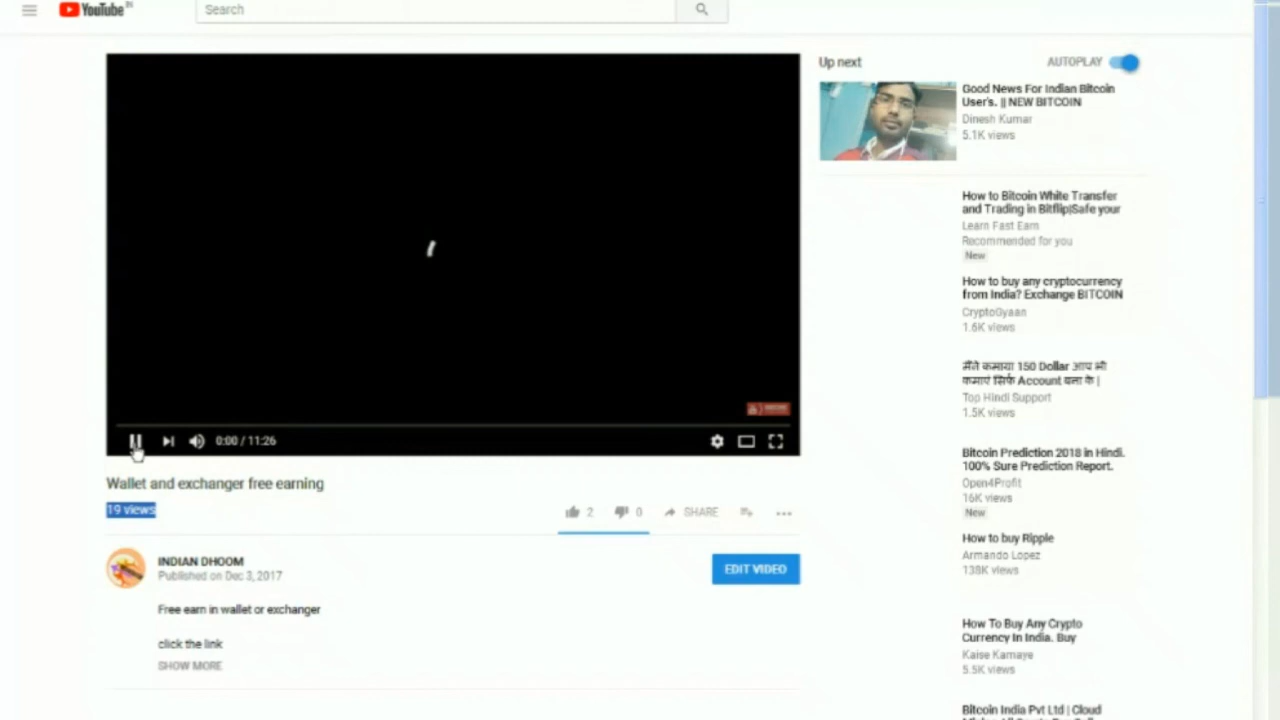 YouTube IN
Search
Up next
AUTOPLAY
Good News For Indian Bitcoin
User's. || NEW BITCOIN
Dinesh Kumar
5.1K views
How to Bitcoin White Transfer
and Trading in Bitflip|Safe your
Learn Fast Earn
Recommended for you
New
How to buy any cryptocurrency
from India? Exchange BITCOIN
CryptoGyaan
1.6K views
मैंने कमाया 150 Dollar आप भी
कमाएं सिर्फ Account बना के |
Top Hindi Support
1.5K views
Bitcoin Prediction 2018 in Hindi.
100% Sure Prediction Report.
Open4Profit
16K views
New
How to buy Ripple
Armando Lopez
138K views
How To Buy Any Crypto
Currency In India. Buy
Kaise Kamaye
5.5K views
Bitcoin India Pvt Ltd | Cloud
0:00 / 11:26
Wallet and exchanger free earning
19 views
2
0
SHARE
INDIAN DHOOM
Published on Dec 3, 2017
EDIT VIDEO
Free earn in wallet or exchanger
click the link
SHOW MORE